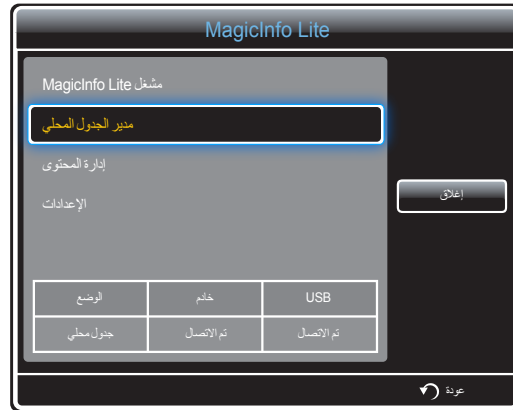 MagicInfo Lite
مشغل MagicInfo Lite
مدير الجدول المحلي
إدارة المحتوى
الإعدادات
إغلاق
الوضع خادم USB
جدول محلي تم الاتصال تم الاتصال
عودة